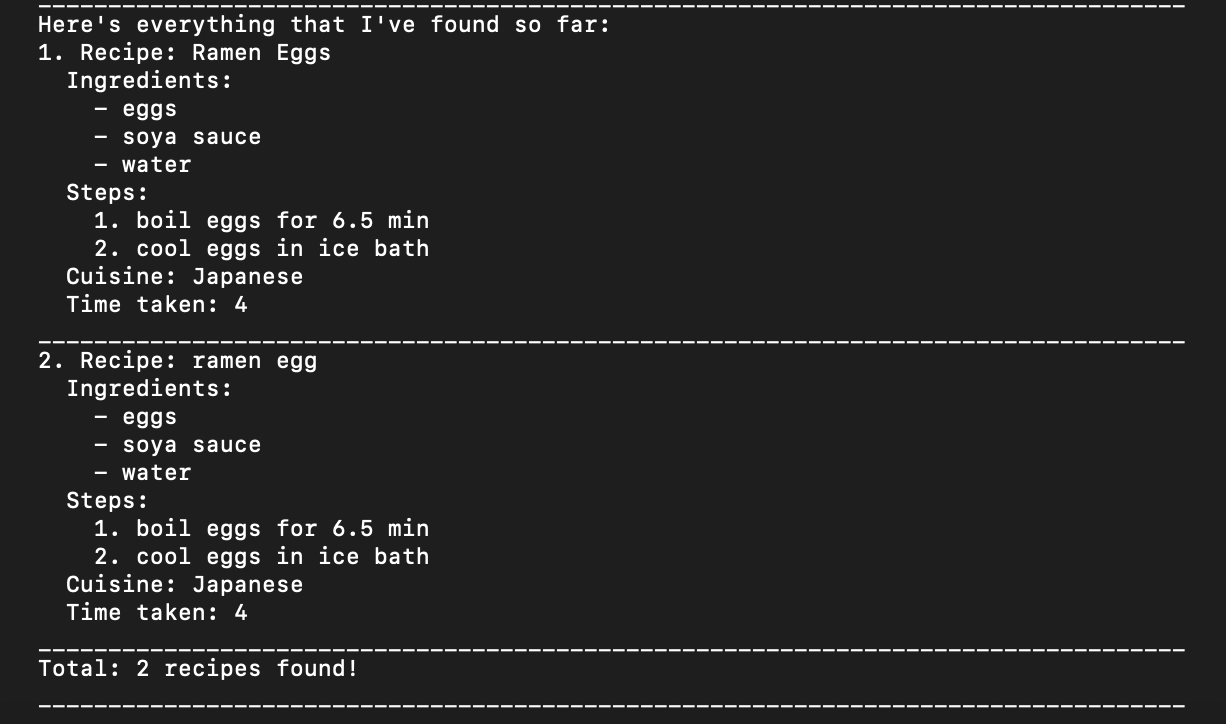 Here's everything that I've found so far:
1. Recipe: Ramen Eggs
Ingredients:
– eggs
– soya sauce
– water
Steps:
1. boil eggs for 6.5 min
2. cool eggs in ice bath
Cuisine: Japanese
Time taken: 4
2. Recipe: ramen egg
Ingredients:
– eggs
– soya sauce
– water
Steps:
1. boil eggs for 6.5 min
2. cool eggs in ice bath
Cuisine: Japanese
Time taken: 4
Total: 2 recipes found!